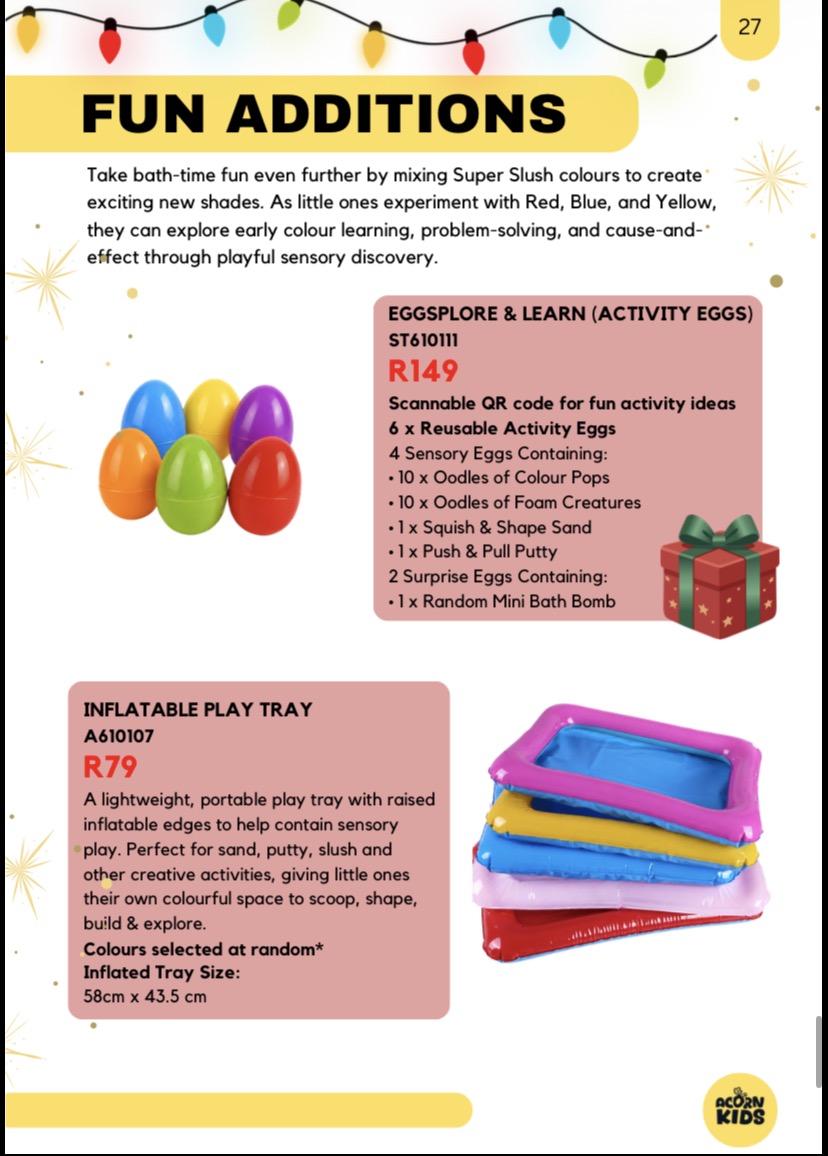 27
FUN ADDITIONS
Take bath-time fun even further by mixing Super Slush colours to create
exciting new shades. As little ones experiment with Red, Blue, and Yellow,
they can explore early colour learning, problem-solving, and cause-and-
effect through playful sensory discovery.
EGGSPLORE & LEARN (ACTIVITY EGGS)
ST610111
R149
Scannable QR code for fun activity ideas
6 x Reusable Activity Eggs
4 Sensory Eggs Containing:
• 10 x Oodles of Colour Pops
• 10 x Oodles of Foam Creatures
• 1 x Squish & Shape Sand
• 1 x Push & Pull Putty
2 Surprise Eggs Containing:
• 1 x Random Mini Bath Bomb
INFLATABLE PLAY TRAY
A610107
R79
A lightweight, portable play tray with raised
inflatable edges to help contain sensory
play. Perfect for sand, putty, slush and
other creative activities, giving little ones
their own colourful space to scoop, shape,
build & explore.
Colours selected at random*
Inflated Tray Size:
58cm x 43.5 cm
ACORN
KIDS